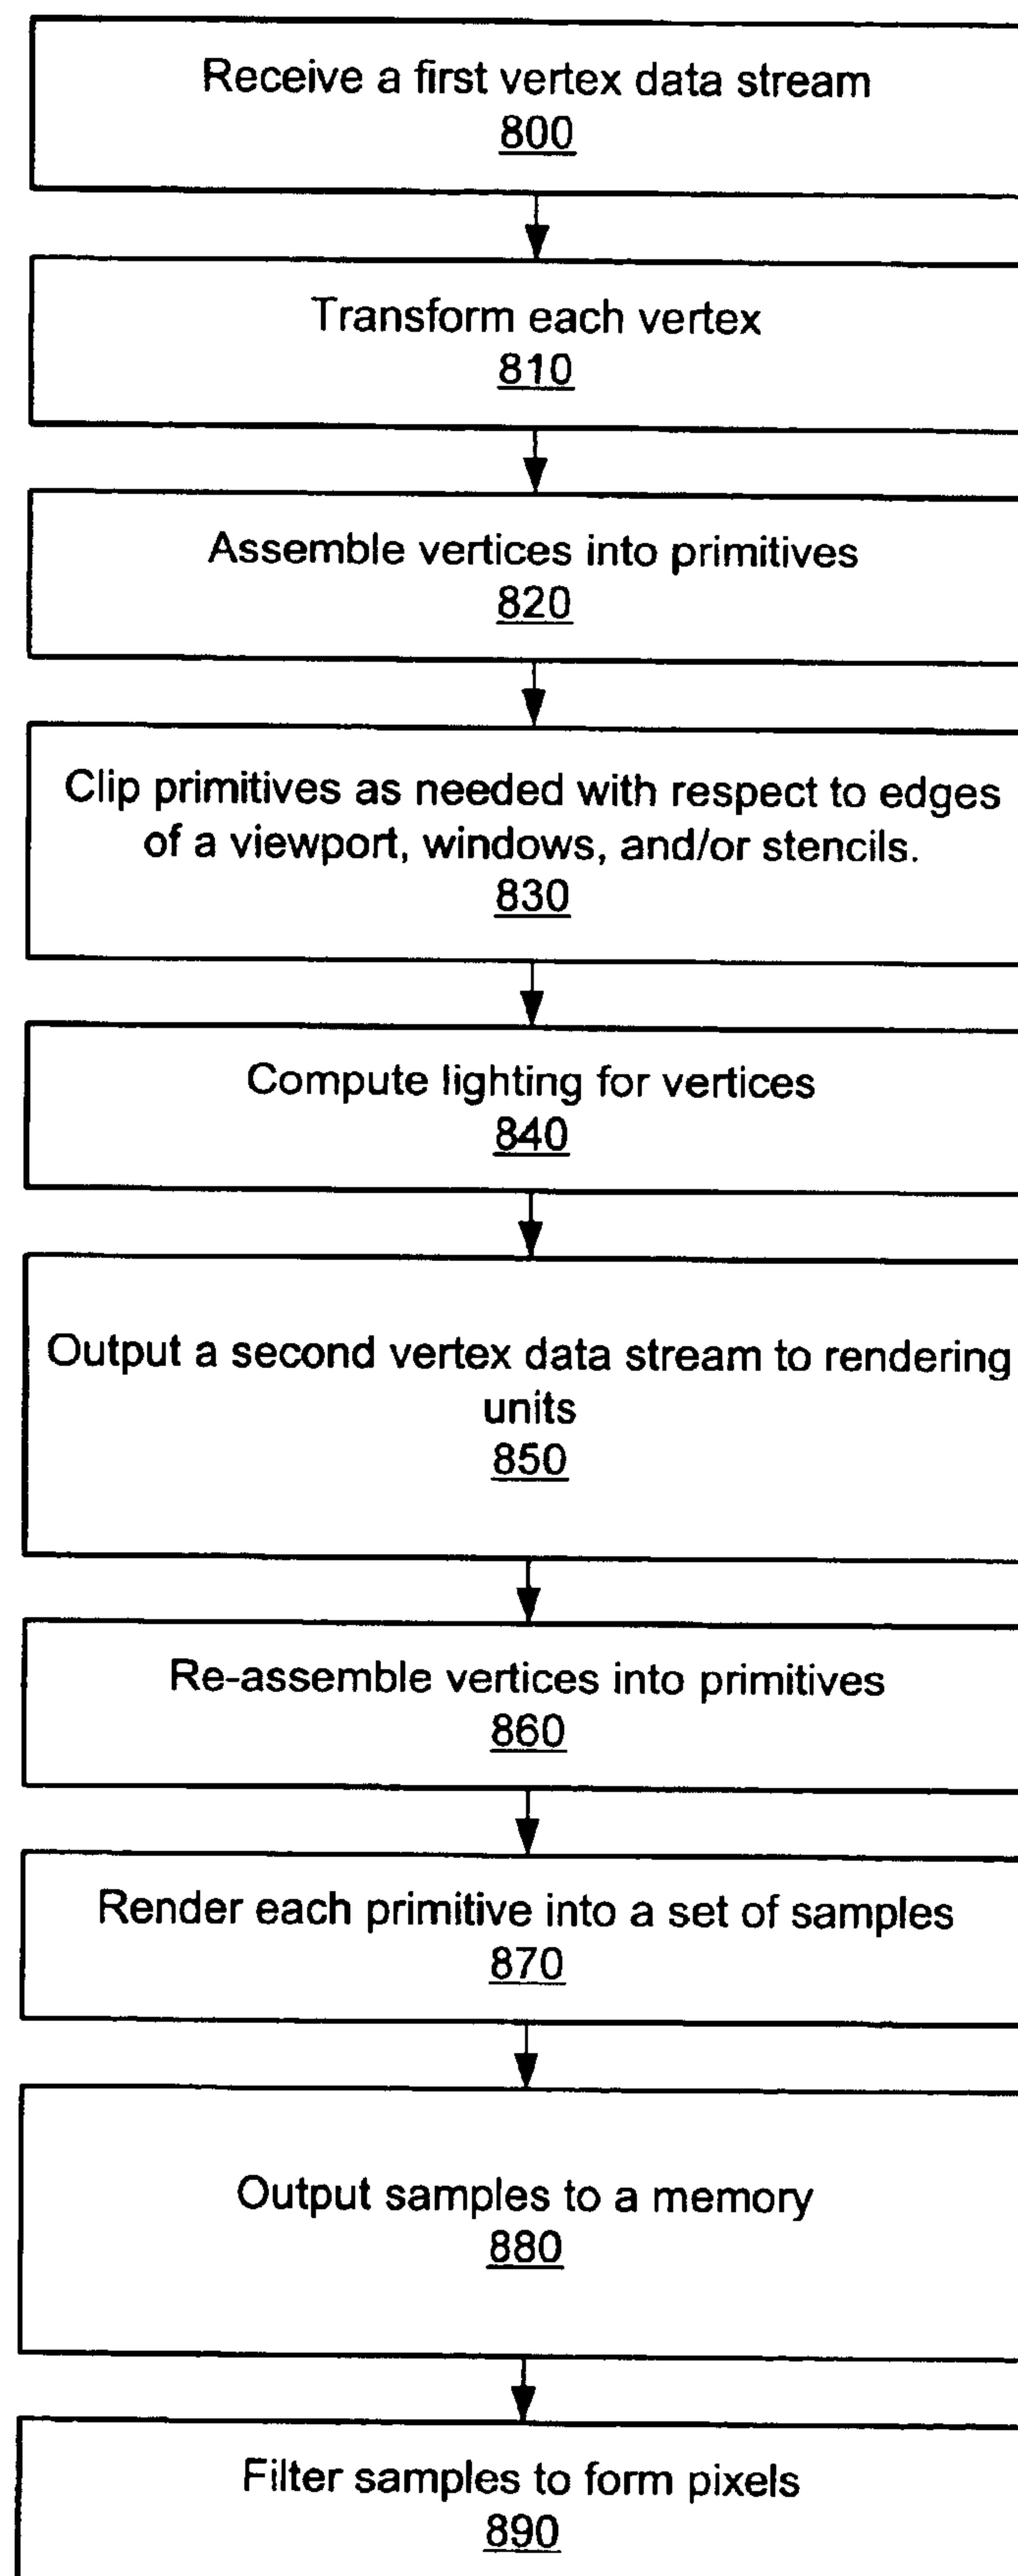 Receive a first vertex data stream
800
Transform each vertex
810
Assemble vertices into primitives
820
Clip primitives as needed with respect to edges
of a viewport, windows, and/or stencils.
830
Compute lighting for vertices
840
Output a second vertex data stream to rendering
units
850
Re-assemble vertices into primitives
860
Render each primitive into a set of samples
870
Output samples to a memory
880
Filter samples to form pixels
890